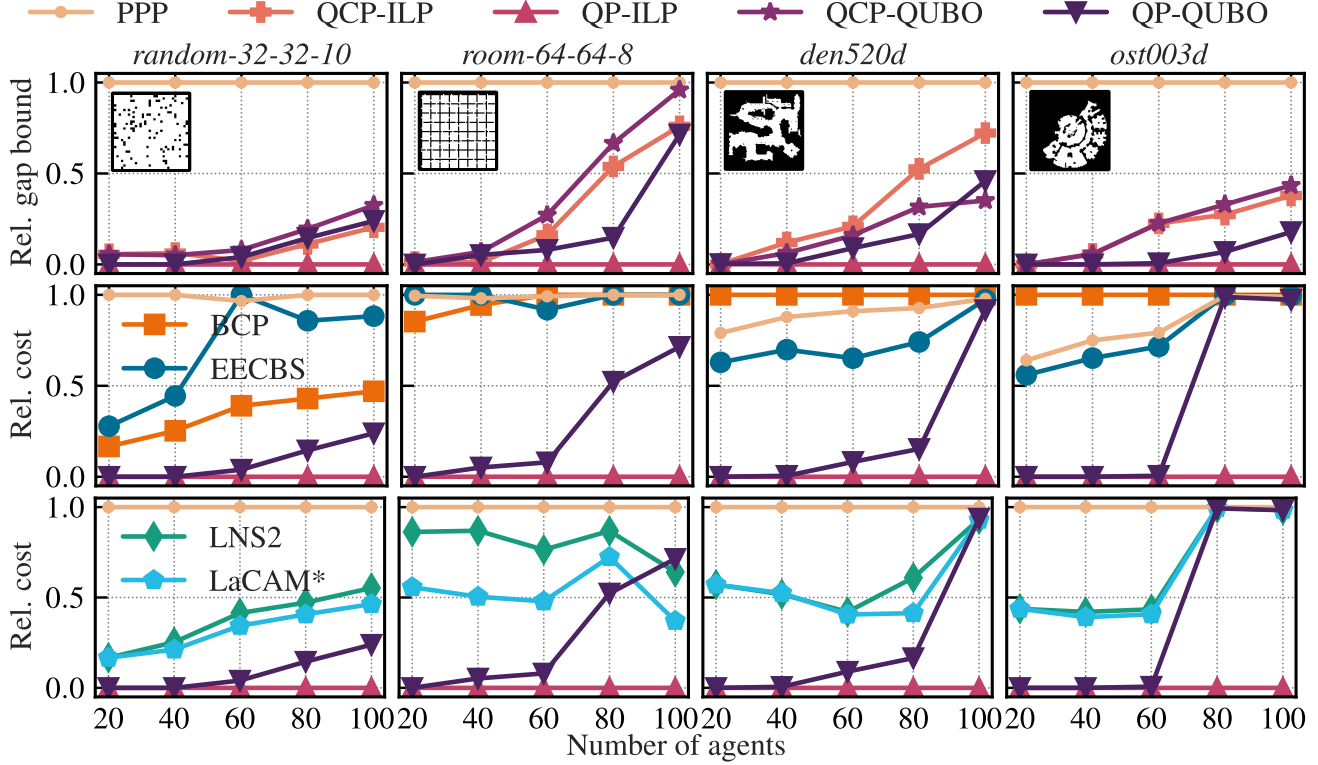 PPP QCP-ILP QP-ILP QCP-QUBO QP-QUBO
random-32-32-10 room-64-64-8 den520d ost003d
Rel. gap bound
1.0
0.5
0.0
Rel. cost
1.0
0.5
0.0
BCP
EECBS
Rel. cost
1.0
0.5
0.0
LNS2
LaCAM*
20 40 60 80 100 20 40 60 80 100 20 40 60 80 100 20 40 60 80 100
Number of agents